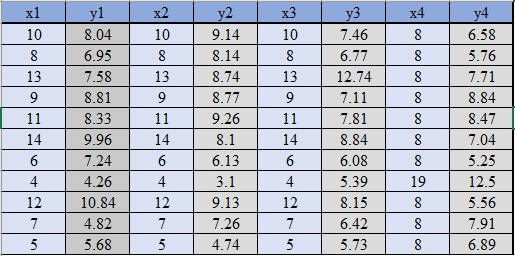 x1 y1 x2 y2 x3 y3 x4 y4
10 8.04 10 9.14 10 7.46 8 6.58
8 6.95 8 8.14 8 6.77 8 5.76
13 7.58 13 8.74 13 12.74 8 7.71
9 8.81 9 8.77 9 7.11 8 8.84
11 8.33 11 9.26 11 7.81 8 8.47
14 9.96 14 8.1 14 8.84 8 7.04
6 7.24 6 6.13 6 6.08 8 5.25
4 4.26 4 3.1 4 5.39 19 12.5
12 10.84 12 9.13 12 8.15 8 5.56
7 4.82 7 7.26 7 6.42 8 7.91
5 5.68 5 4.74 5 5.73 8 6.89